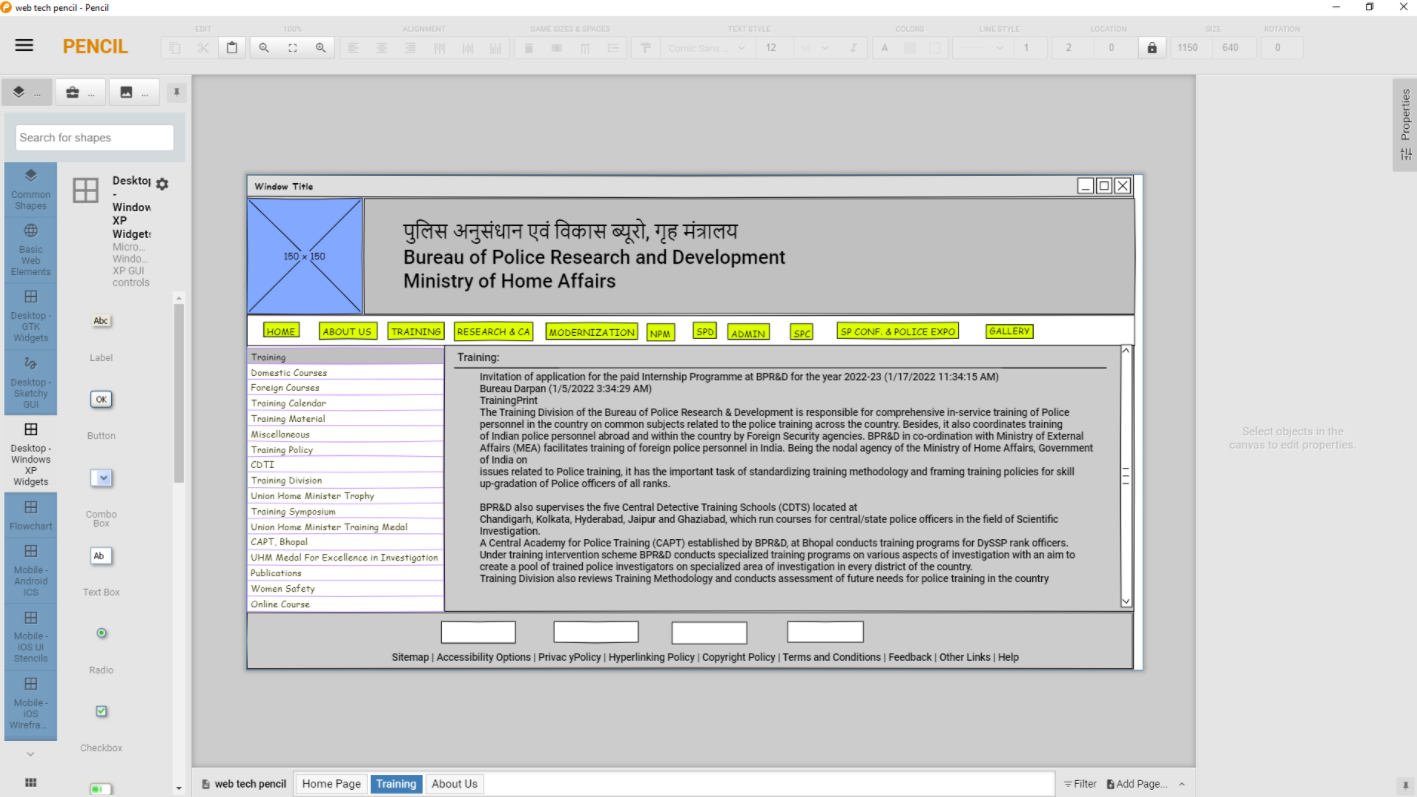 web tech pencil - Pencil
PENCIL
EDIT
100%
ALIGNMENT
SAME SIZES & SPACES
TEXT STYLE
COLORS
LINE STYLE
LOCATION
SIZE
ROTATION
Comic Sans ...
12
A
1
2
0
1150
640
0
...
...
...
Search for shapes
Common Shapes
Basic Web Elements
Desktop - GTK Widgets
Desktop - Sketchy GUI
Desktop - Windows XP Widgets
Flowchart
Mobile - Android ICS
Mobile - iOS UI Stencils
Mobile - iOS Wirefra...
Desktop
-
Window
XP
Widgets
Micro...
Windo...
XP GUI
controls
Abc
Label
OK
Button
Combo
Box
Ab
Text Box
Radio
Checkbox
Window Title
150 × 150
पुलिस अनुसंधान एवं विकास ब्यूरो, गृह मंत्रालय
Bureau of Police Research and Development
Ministry of Home Affairs
HOME
ABOUT US
TRAINING
RESEARCH & CA
MODERNIZATION
NPM
SPD
ADMIN
SPC
SP CONF. & POLICE EXPO
GALLERY
Training
Domestic Courses
Foreign Courses
Training Calendar
Training Material
Miscellaneous
Training Policy
CDTI
Training Division
Union Home Minister Trophy
Training Symposium
Union Home Minister Training Medal
CAPT, Bhopal
UHM Medal For Excellence in Investigation
Publications
Women Safety
Online Course
Training:
Invitation of application for the paid Internship Programme at BPR&D for the year 2022-23 (1/17/2022 11:34:15 AM)
Bureau Darpan (1/5/2022 3:34:29 AM)
TrainingPrint
The Training Division of the Bureau of Police Research & Development is responsible for comprehensive in-service training of Police
personnel in the country on common subjects related to the police training across the country. Besides, it also coordinates training
of Indian police personnel abroad and within the country by Foreign Security agencies. BPR&D in co-ordination with Ministry of External
Affairs (MEA) facilitates training of foreign police personnel in India. Being the nodal agency of the Ministry of Home Affairs, Government
of India on
issues related to Police training, it has the important task of standardizing training methodology and framing training policies for skill
up-gradation of Police officers of all ranks.
BPR&D also supervises the five Central Detective Training Schools (CDTS) located at
Chandigarh, Kolkata, Hyderabad, Jaipur and Ghaziabad, which run courses for central/state police officers in the field of Scientific
Investigation.
A Central Academy for Police Training (CAPT) established by BPR&D, at Bhopal conducts training programs for DySSP rank officers.
Under training intervention scheme BPR&D conducts specialized training programs on various aspects of investigation with an aim to
create a pool of trained police investigators on specialized area of investigation in every district of the country.
Training Division also reviews Training Methodology and conducts assessment of future needs for police training in the country
Sitemap | Accessibility Options | Privac yPolicy | Hyperlinking Policy | Copyright Policy | Terms and Conditions | Feedback | Other Links | Help
Properties
Select objects in the
canvas to edit properties.
web tech pencil
Home Page
Training
About Us
Filter
Add Page...